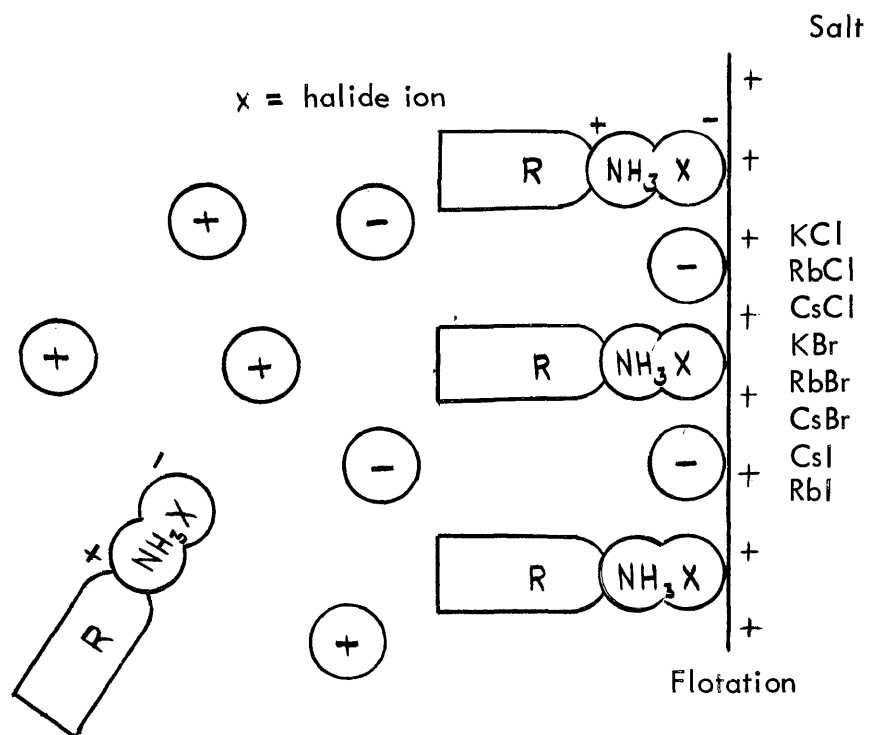 Salt
x = halide ion
+
+ -
+
R NH3 X
+ -
+ KCl
RbCl
-
CsCl
+
KBr
+ +
R NH3 X
RbBr
+
CsBr
- -
+ CsI
RbI
-
+ NH3 X
R
+
R NH3 X
+
+
Flotation